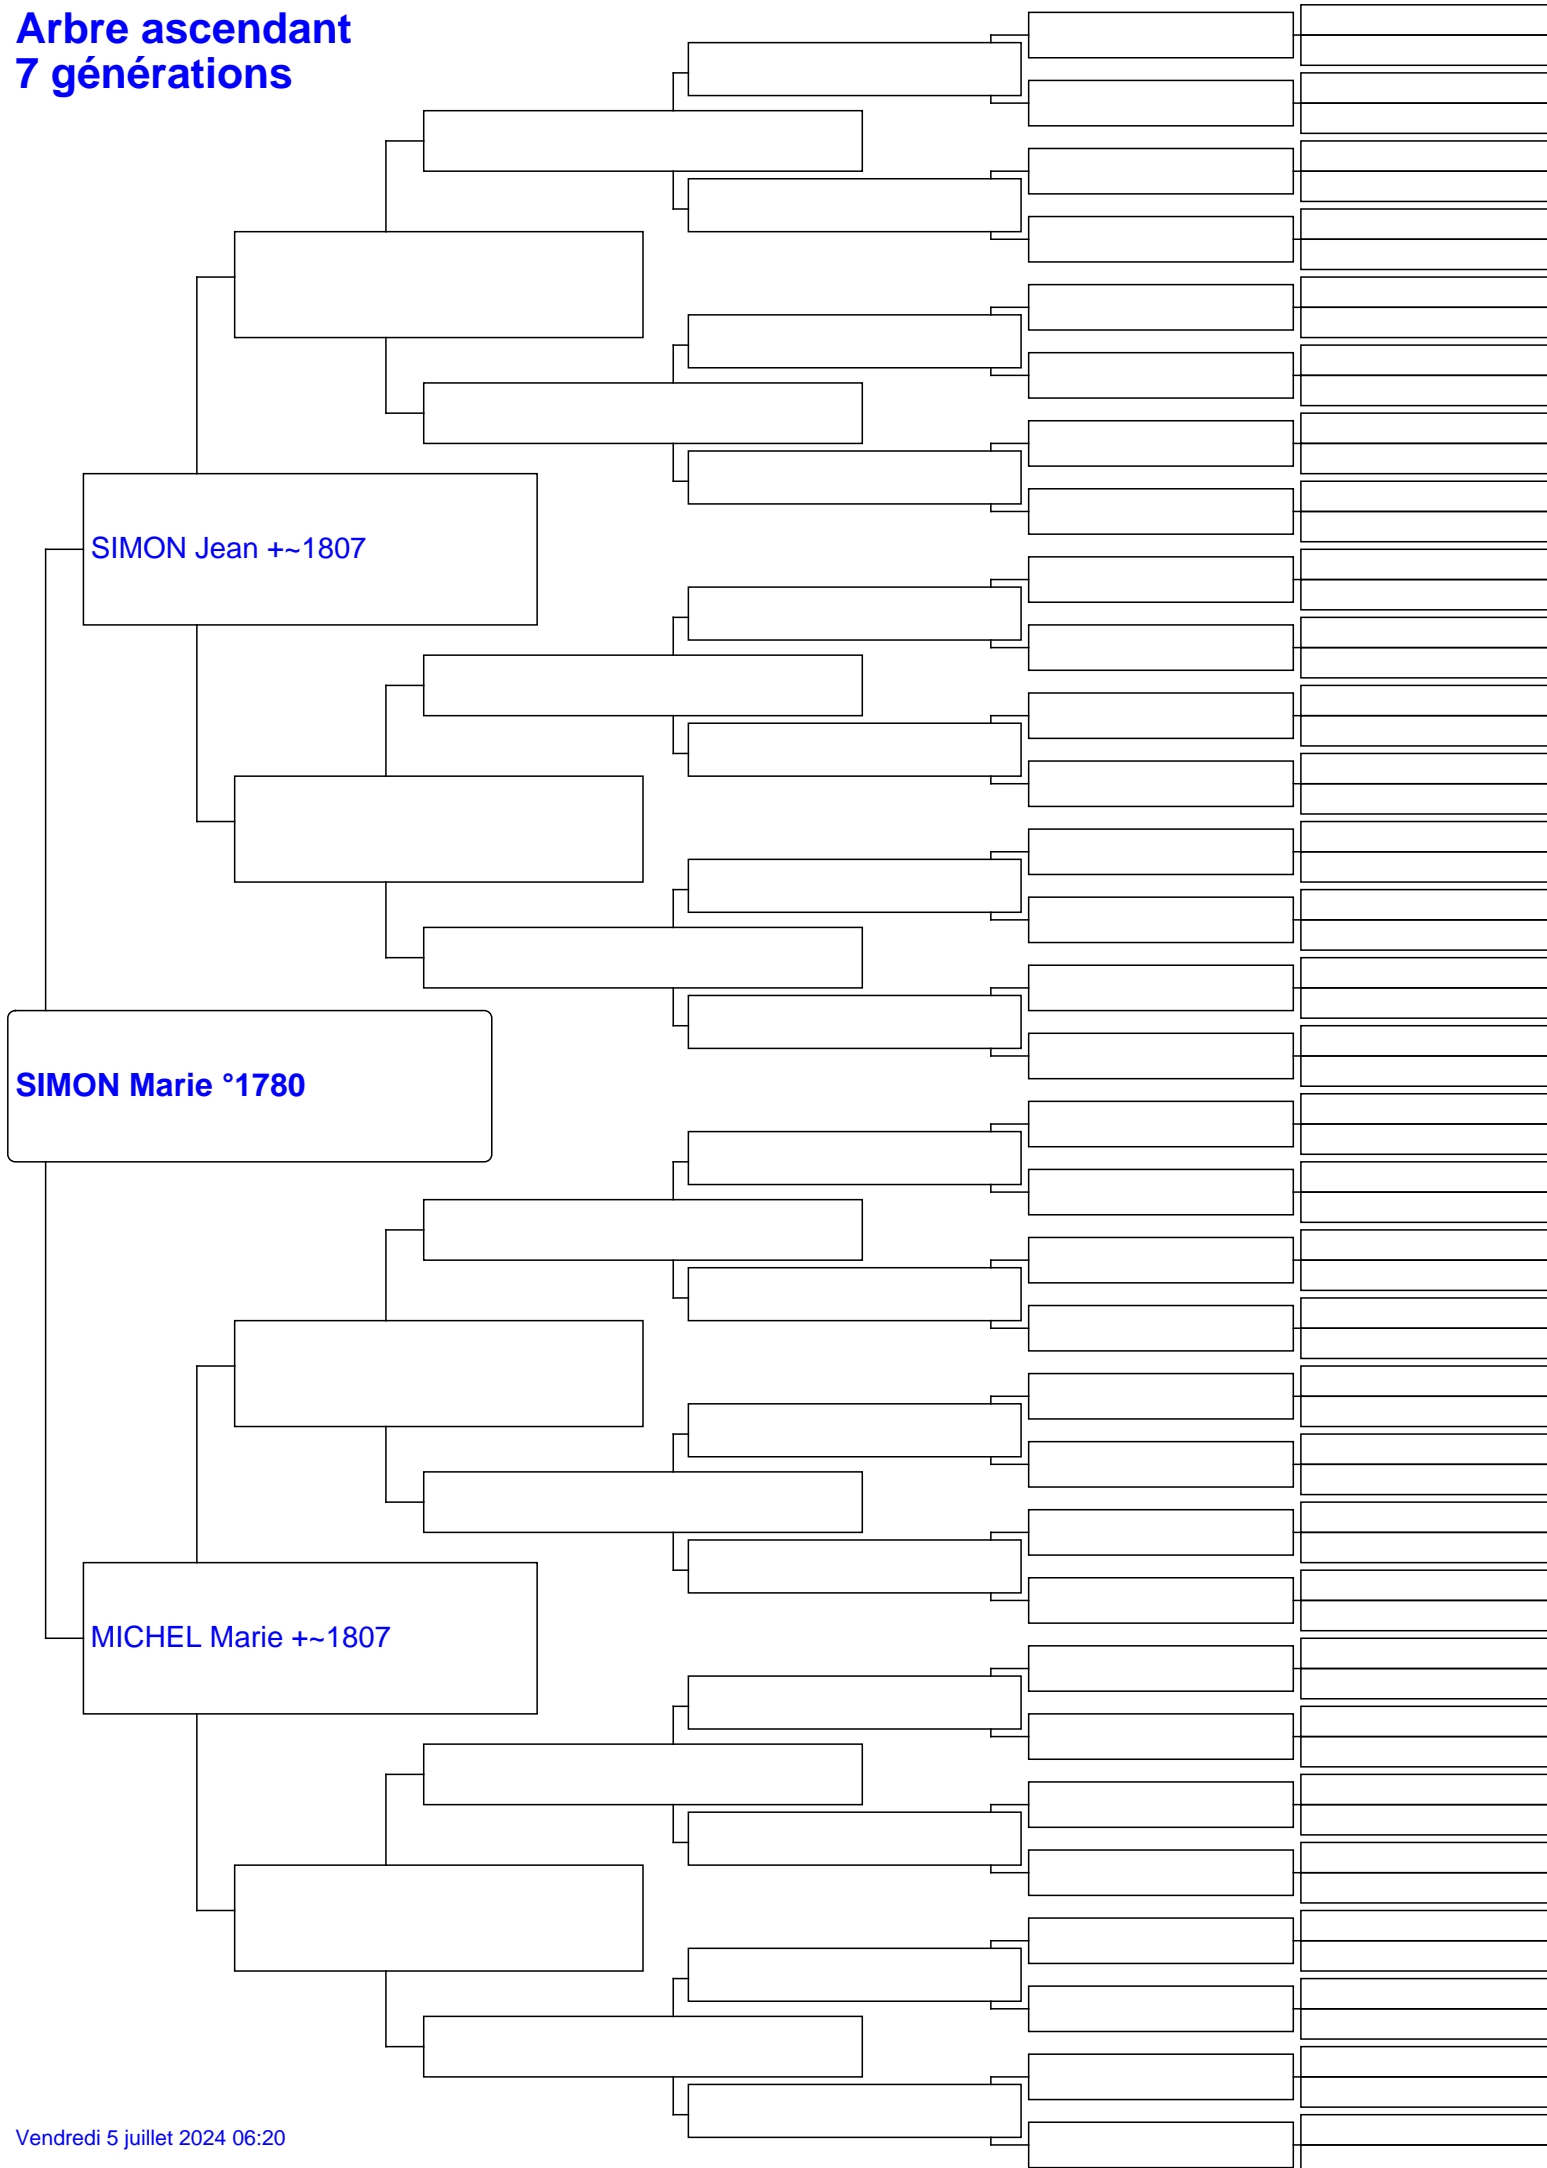 Arbre ascendant
7 générations
SIMON Jean +~1807
SIMON Marie °1780
MICHEL Marie +~1807
Vendredi 5 juillet 2024 06:20